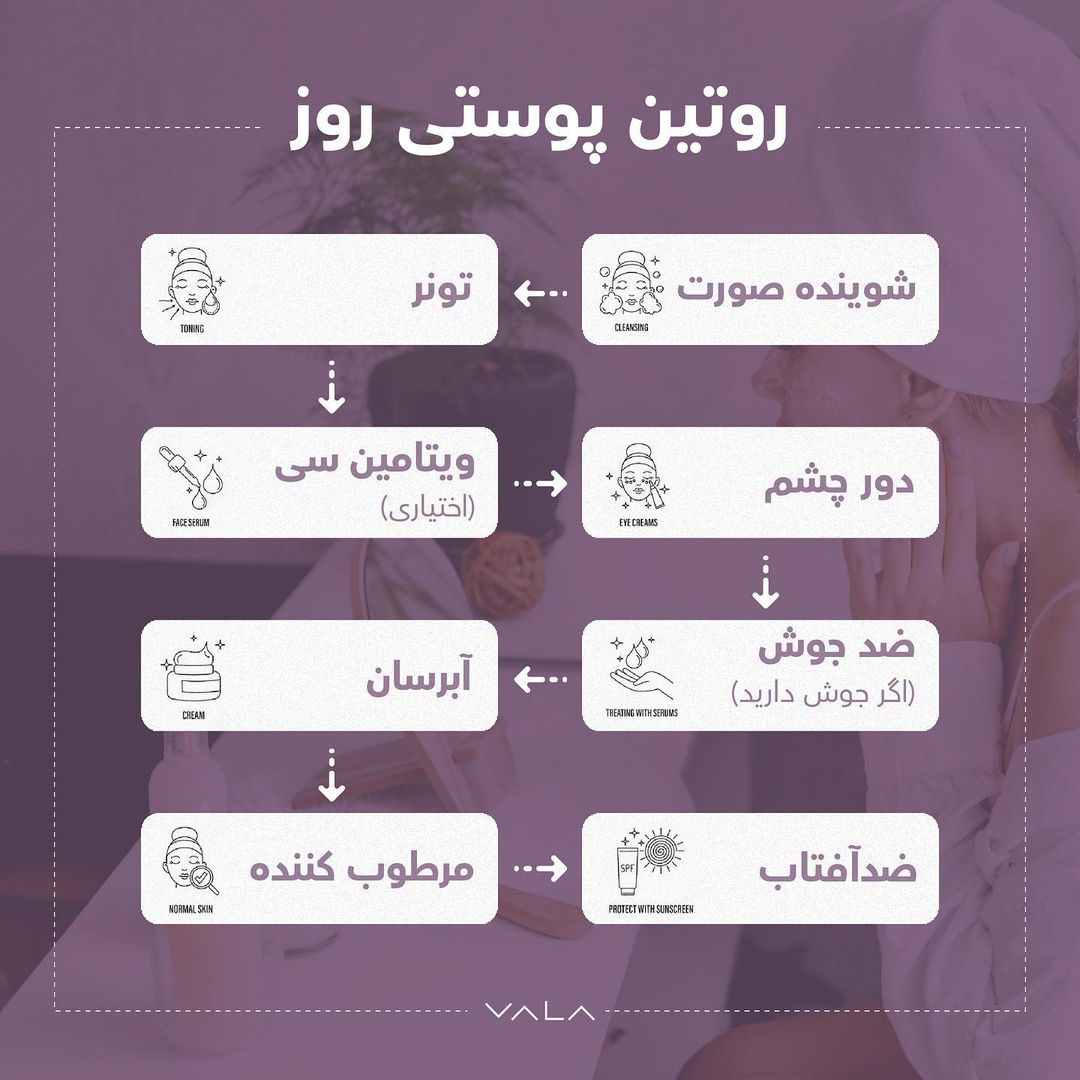 روتین پوستی روز
شوینده صورت
CLEANSING
تونر
TONING
ویتامین سی
(اختیاری)
FACE SERUM
دور چشم
EYE CREAMS
ضد جوش
(اگر جوش دارید)
TREATING WITH SERUMS
آبرسان
CREAM
مرطوب کننده
NORMAL SKIN
ضدآفتاب
SPF
PROTECT WITH SUNSCREEN
VALA